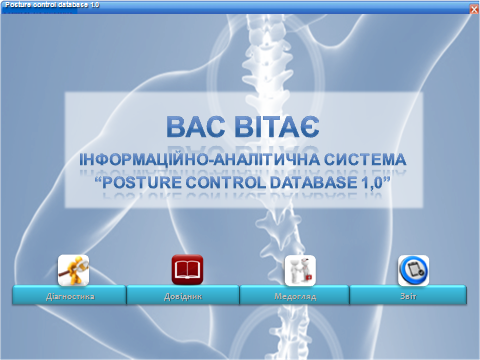 Posture control database 1.0
ВАС ВІТАЄ
ІНФОРМАЦІЙНО-АНАЛІТИЧНА СИСТЕМА
“POSTURE CONTROL DATABASE 1,0”
Діагностика Довідник Медогляд Звіт